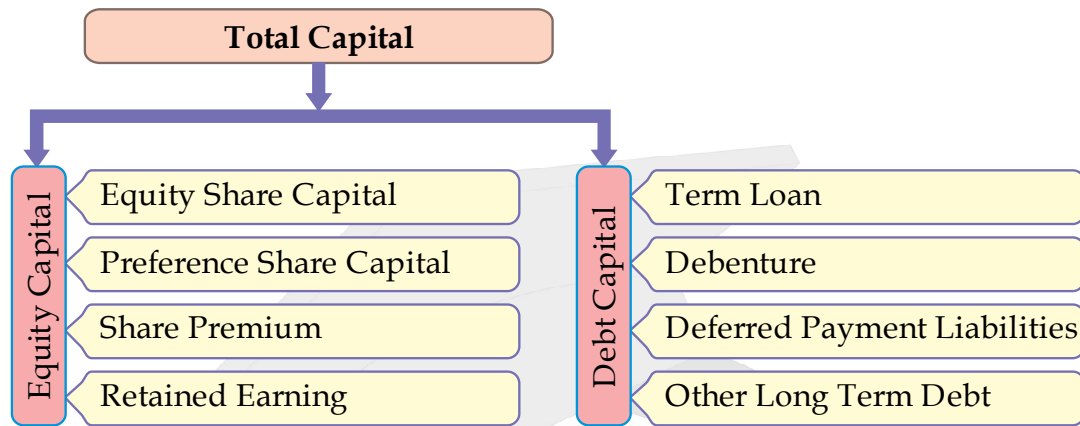 Total Capital
Equity Capital
Equity Share Capital
Preference Share Capital
Share Premium
Retained Earning
Debt Capital
Term Loan
Debenture
Deferred Payment Liabilities
Other Long Term Debt